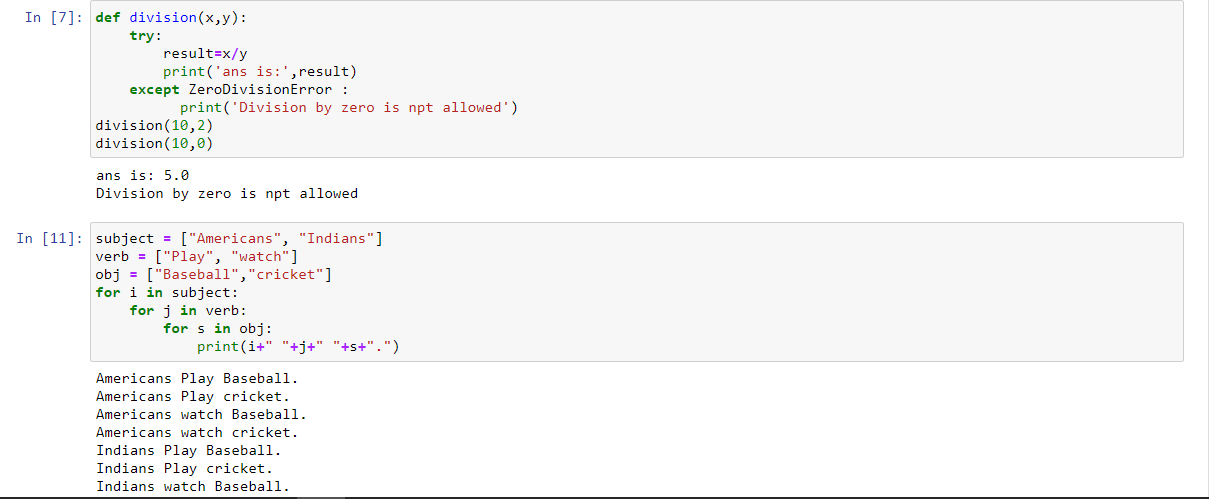 In [7]: def division(x,y):
    try:
        result=x/y
        print('ans is:',result)
    except ZeroDivisionError :
          print('Division by zero is npt allowed')
division(10,2)
division(10,0)
ans is: 5.0
Division by zero is npt allowed
In [11]: subject = ["Americans", "Indians"]
verb = ["Play", "watch"]
obj = ["Baseball","cricket"]
for i in subject:
    for j in verb:
        for s in obj:
            print(i+" "+j+" "+s+".")
Americans Play Baseball.
Americans Play cricket.
Americans watch Baseball.
Americans watch cricket.
Indians Play Baseball.
Indians Play cricket.
Indians watch Baseball.